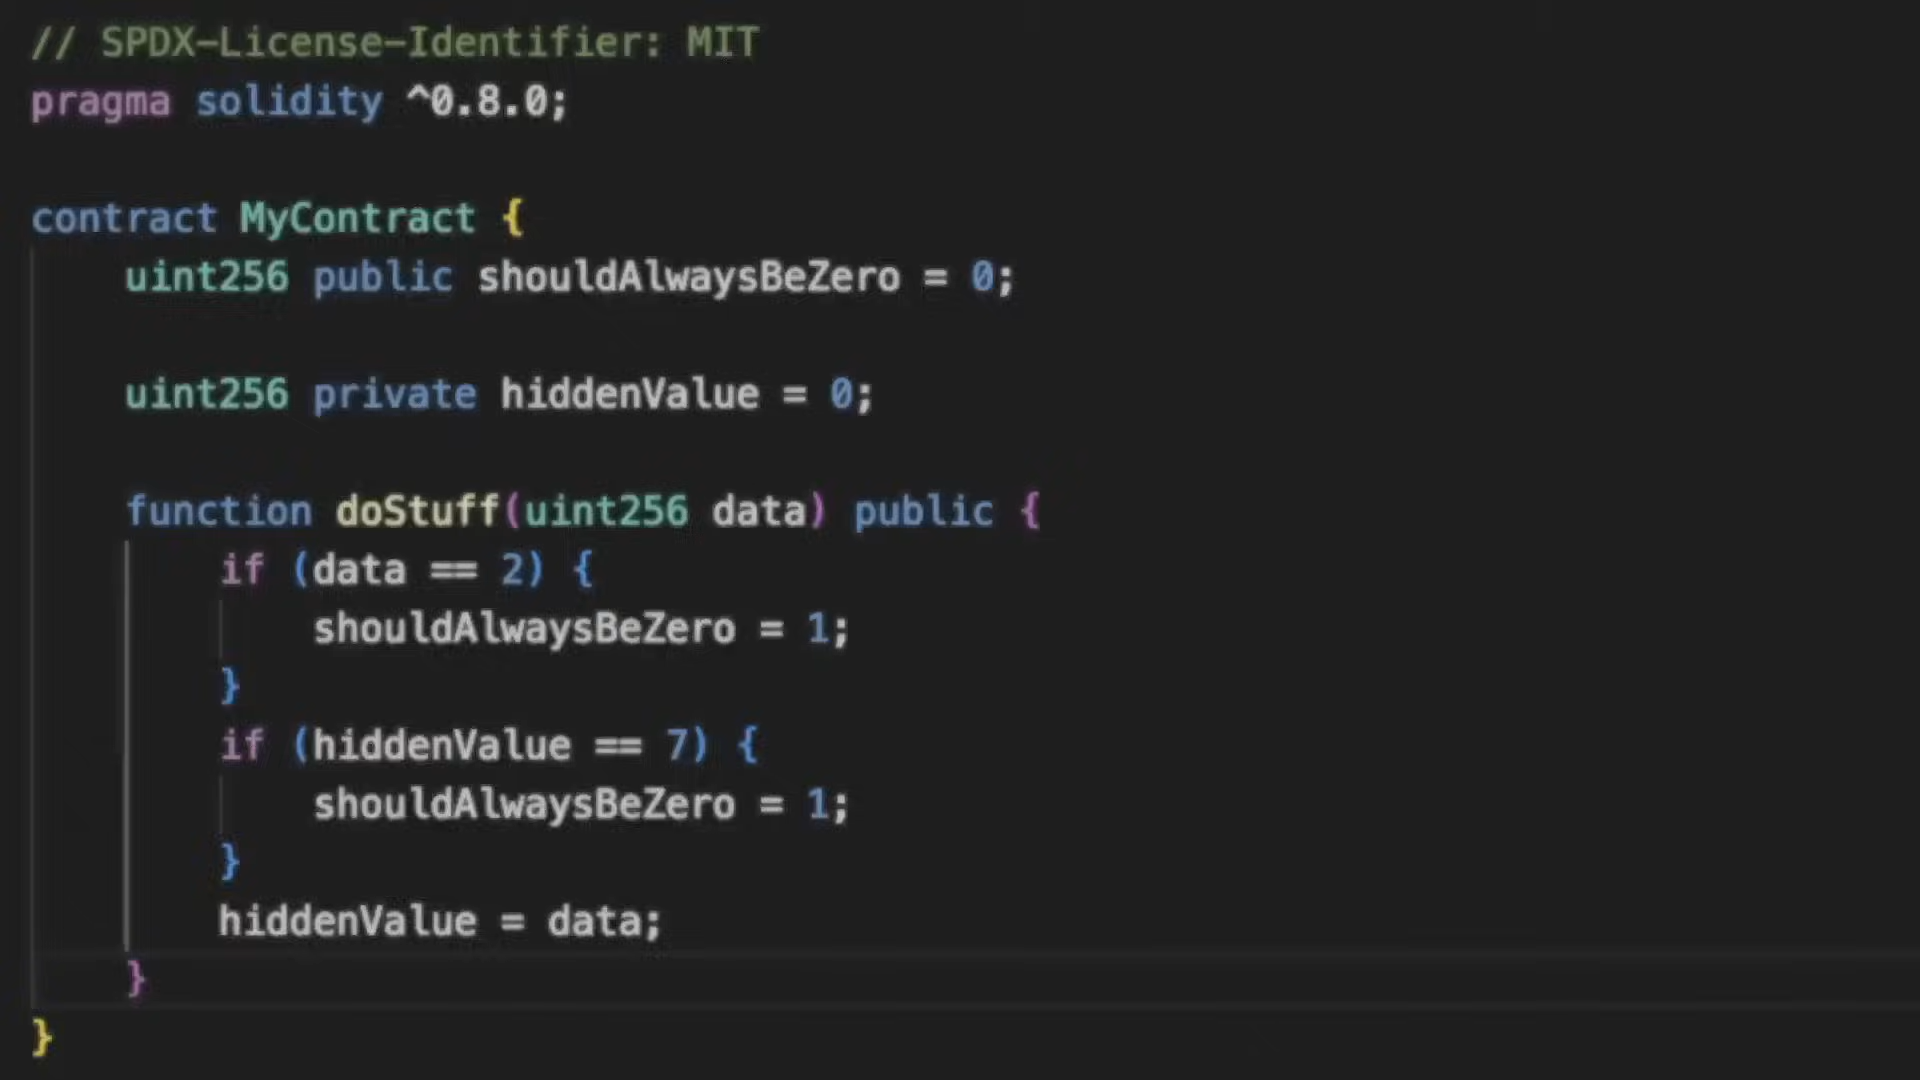 // SPDX-License-Identifier: MIT
pragma solidity ^0.8.0;
contract MyContract {
uint256 public shouldAlwaysBeZero = 0;
uint256 private hiddenValue = 0;
function doStuff(uint256 data) public {
if (data == 2) {
shouldAlwaysBeZero = 1;
}
if (hiddenValue == 7) {
shouldAlwaysBeZero = 1;
}
hiddenValue = data;
}
}